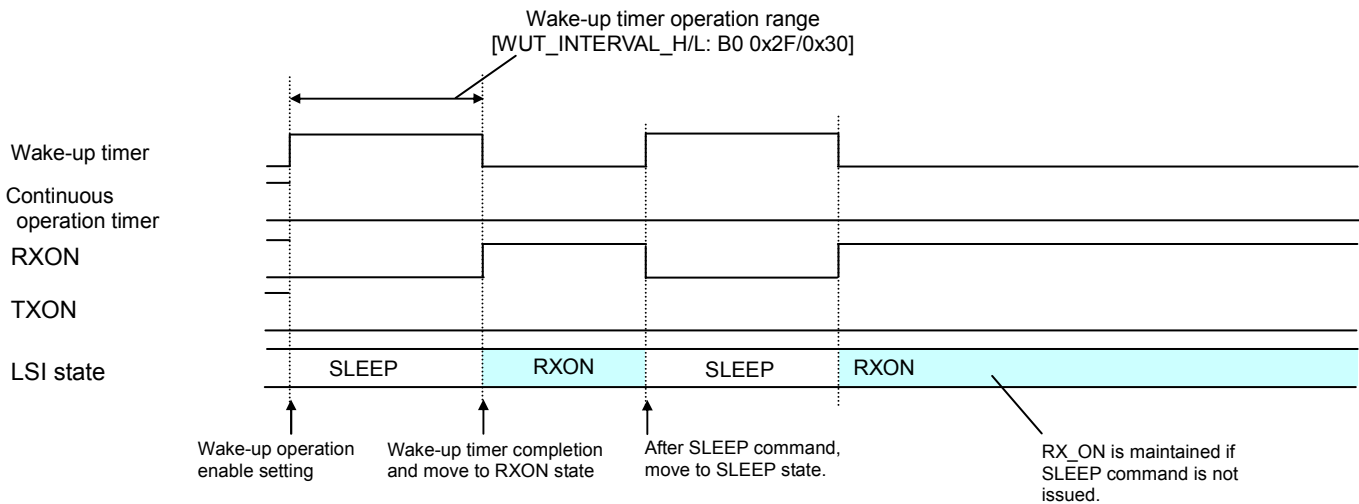 Wake-up timer operation range
[WUT_INTERVAL_H/L: B0 0x2F/0x30]
Wake-up timer
Continuous
operation timer
RXON
TXON
LSI state
SLEEP
RXON
SLEEP
RXON
Wake-up operation
enable setting
Wake-up timer completion
and move to RXON state
After SLEEP command,
move to SLEEP state.
RX_ON is maintained if
SLEEP command is not
issued.